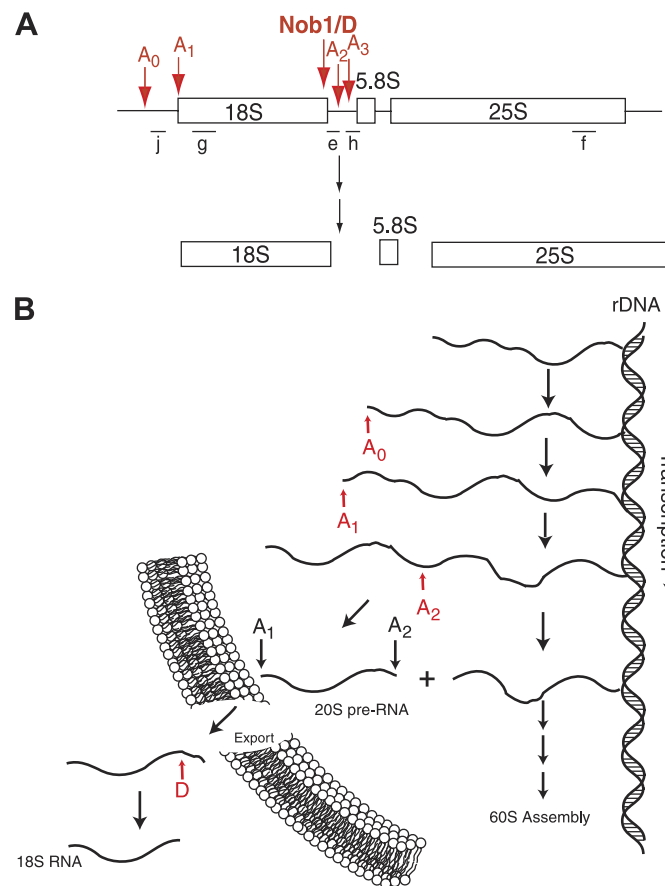 A
Nob1/D
A0 A1 A2 A3
5.8S
18S 25S
j g e h f
5.8S
18S 25S
B
rDNA
A0
A1
Transcription
A2
A1 A2
20S pre-RNA +
Export
D
60S Assembly
18S RNA